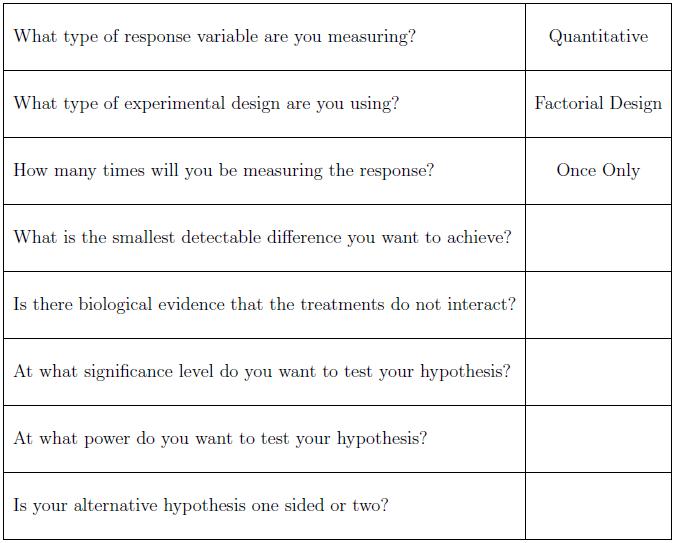 What type of response variable are you measuring? Quantitative
What type of experimental design are you using? Factorial Design
How many times will you be measuring the response? Once Only
What is the smallest detectable difference you want to achieve?
Is there biological evidence that the treatments do not interact?
At what significance level do you want to test your hypothesis?
At what power do you want to test your hypothesis?
Is your alternative hypothesis one sided or two?